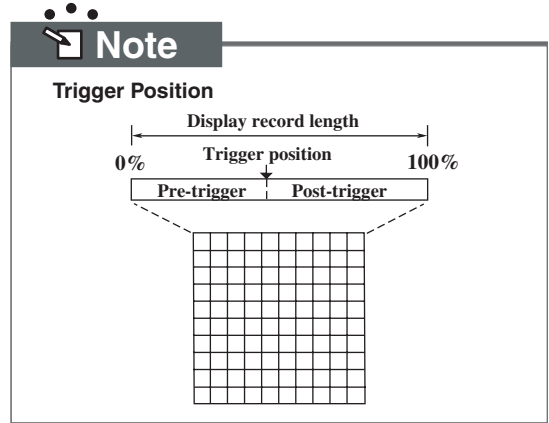 Note
Trigger Position
Display record length
0% Trigger position 100%
Pre-trigger Post-trigger